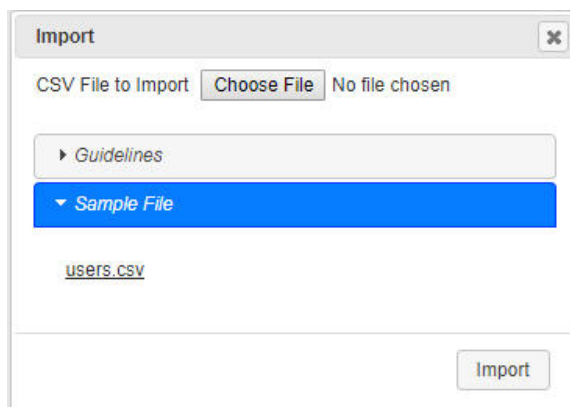 Import
CSV File to Import Choose File No file chosen
Guidelines
Sample File
users.csv
Import